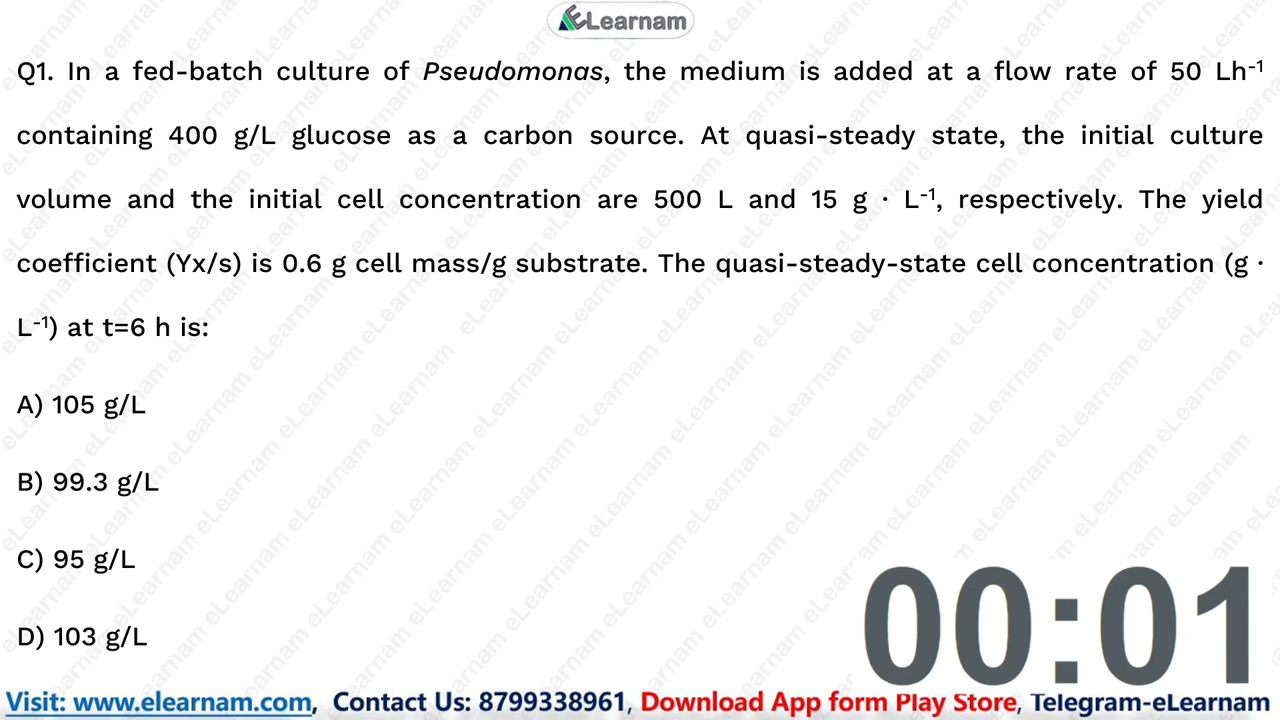 eLearnam
Q1. In a fed-batch culture of Pseudomonas, the medium is added at a flow rate of 50 Lh⁻¹
containing 400 g/L glucose as a carbon source. At quasi-steady state, the initial culture
volume and the initial cell concentration are 500 L and 15 g · L⁻¹, respectively. The yield
coefficient (Yx/s) is 0.6 g cell mass/g substrate. The quasi-steady-state cell concentration (g ·
L⁻¹) at t=6 h is:
A) 105 g/L
B) 99.3 g/L
C) 95 g/L
D) 103 g/L
00:01
Visit: www.elearnam.com, Contact Us: 8799338961, Download App form Play Store, Telegram-eLearnam